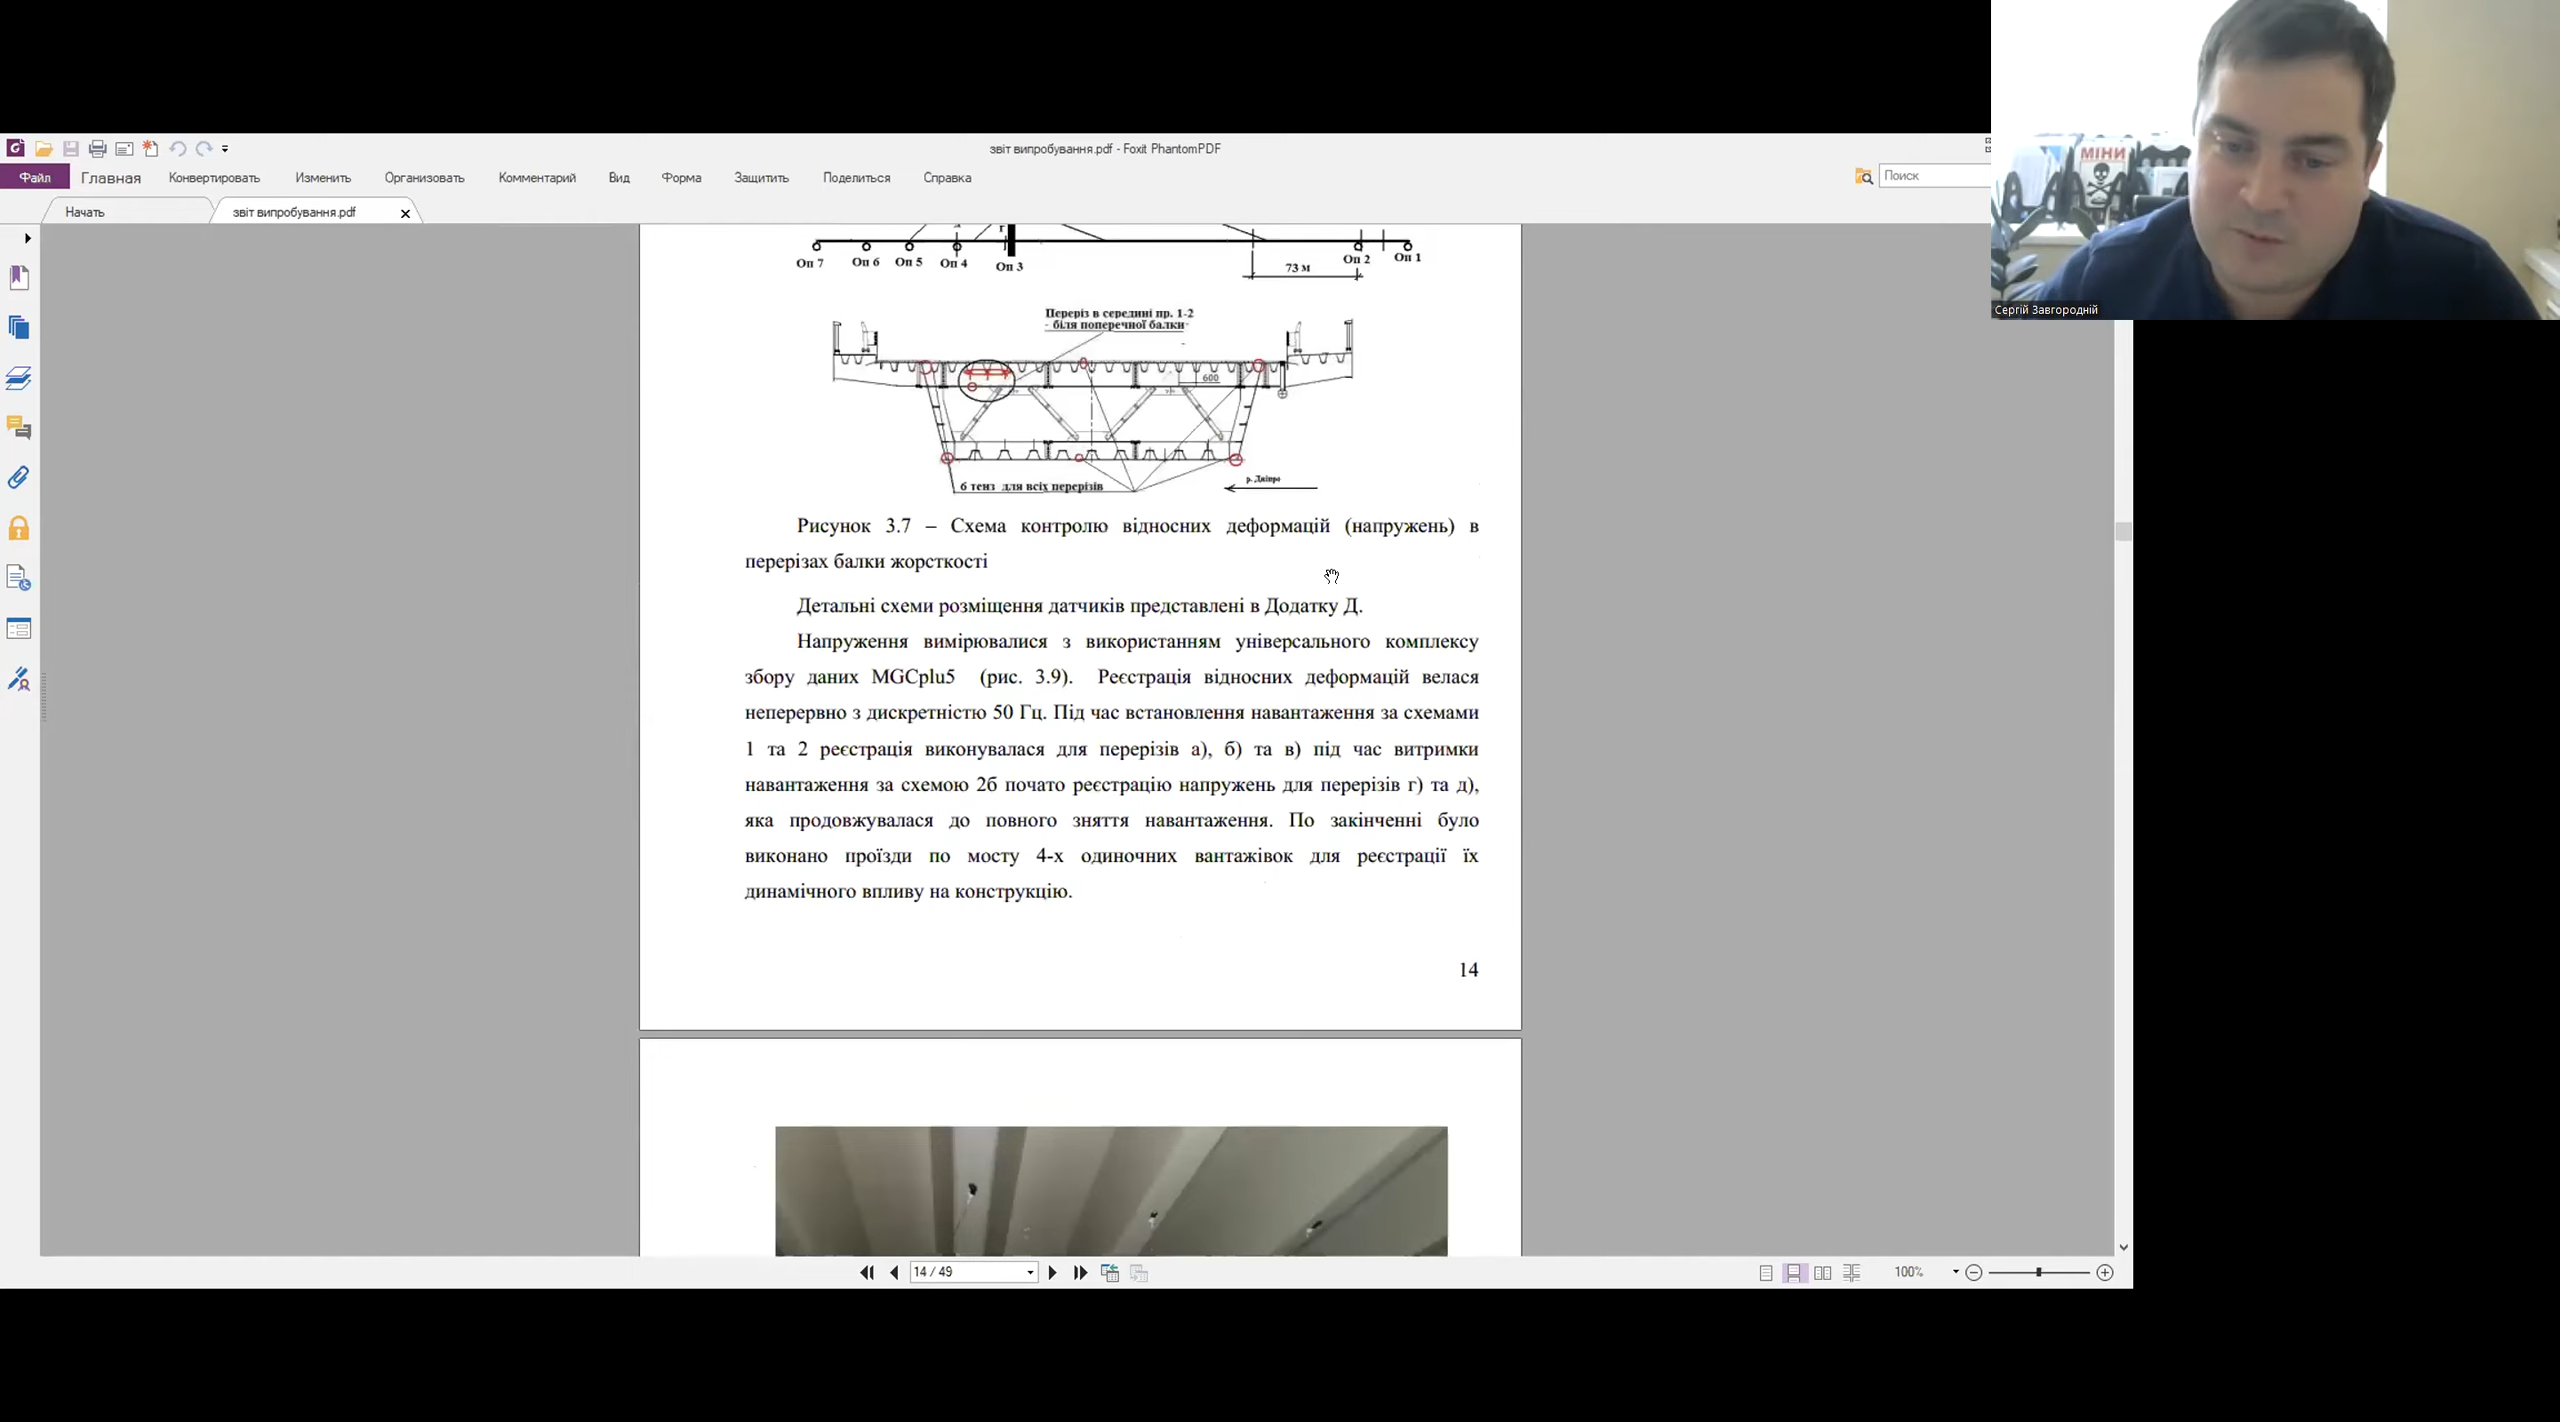 звіт випробування.pdf - Foxit PhantomPDF
МІНИ
Файл Главная Конвертировать Изменить Организовать Комментарий Вид Форма Защитить Поделиться Справка
Поиск
Начать звіт випробування.pdf
Сергій Завгородній
г
Оп 7 Оп 6 Оп 5 Оп 4 Оп 3 73 м Оп 2 Оп 1
Переріз в середині пр. 1-2
- біля поперечної балки
600
6 тенз для всіх перерізів
р. Дніпро
Рисунок 3.7 – Схема контролю відносних деформацій (напружень) в
перерізах балки жорсткості
Детальні схеми розміщення датчиків представлені в Додатку Д.
Напруження вимірювалися з використанням універсального комплексу
збору даних MGCplu5 (рис. 3.9). Реєстрація відносних деформацій велася
неперервно з дискретністю 50 Гц. Під час встановлення навантаження за схемами
1 та 2 реєстрація виконувалася для перерізів а), б) та в) під час витримки
навантаження за схемою 2б почато реєстрацію напружень для перерізів г) та д),
яка продовжувалася до повного зняття навантаження. По закінченні було
виконано проїзди по мосту 4-х одиночних вантажівок для реєстрації їх
динамічного впливу на конструкцію.
14
14 / 49
100%